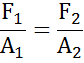 F₁/A₁ = F₂/A₂